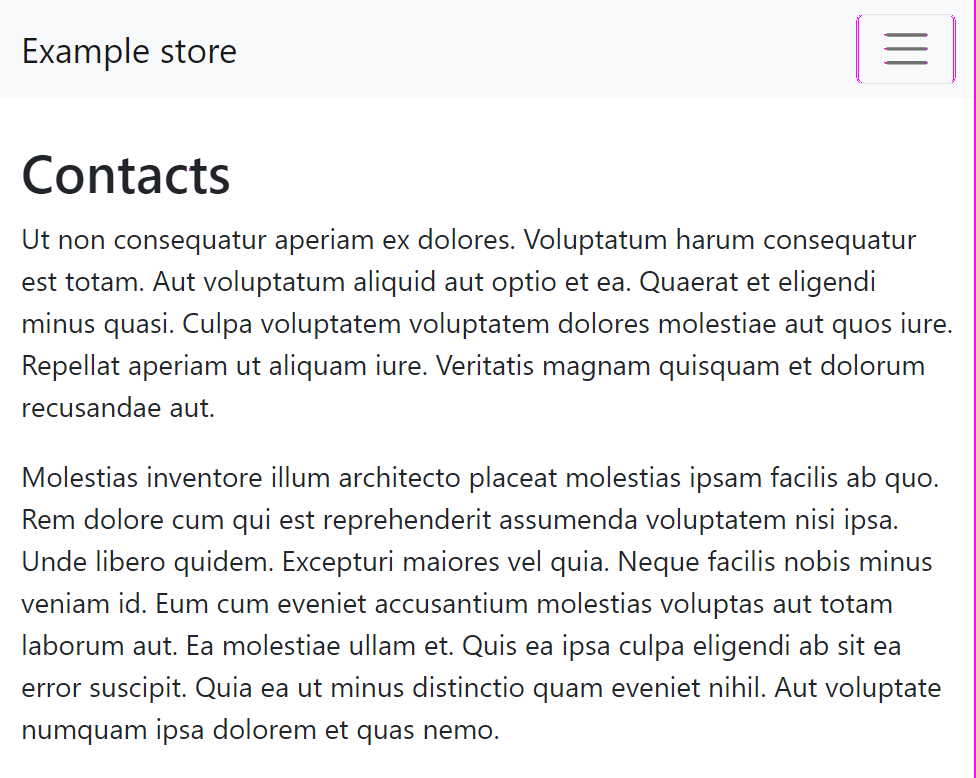 Example store
Contacts
Ut non consequatur aperiam ex dolores. Voluptatum harum consequatur
est totam. Aut voluptatum aliquid aut optio et ea. Quaerat et eligendi
minus quasi. Culpa voluptatem voluptatem dolores molestiae aut quos iure.
Repellat aperiam ut aliquam iure. Veritatis magnam quisquam et dolorum
recusandae aut.
Molestias inventore illum architecto placeat molestias ipsam facilis ab quo.
Rem dolore cum qui est reprehenderit assumenda voluptatem nisi ipsa.
Unde libero quidem. Excepturi maiores vel quia. Neque facilis nobis minus
veniam id. Eum cum eveniet accusantium molestias voluptas aut totam
laborum aut. Ea molestiae ullam et. Quis ea ipsa culpa eligendi ab sit ea
error suscipit. Quia ea ut minus distinctio quam eveniet nihil. Aut voluptate
numquam ipsa dolorem et quas nemo.